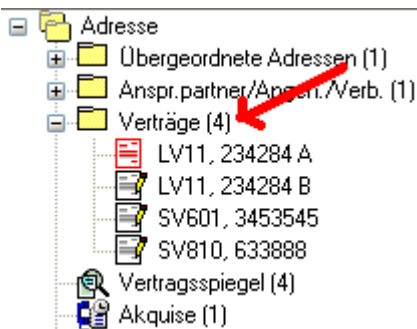 Adresse
Übergeordnete Adressen (1)
Anspr.partner/Angeh./Verb. (1)
Verträge (4)
LV11, 234284 A
LV11, 234284 B
SV601, 3453545
SV810, 633888
Vertragsspiegel (4)
Akquise (1)